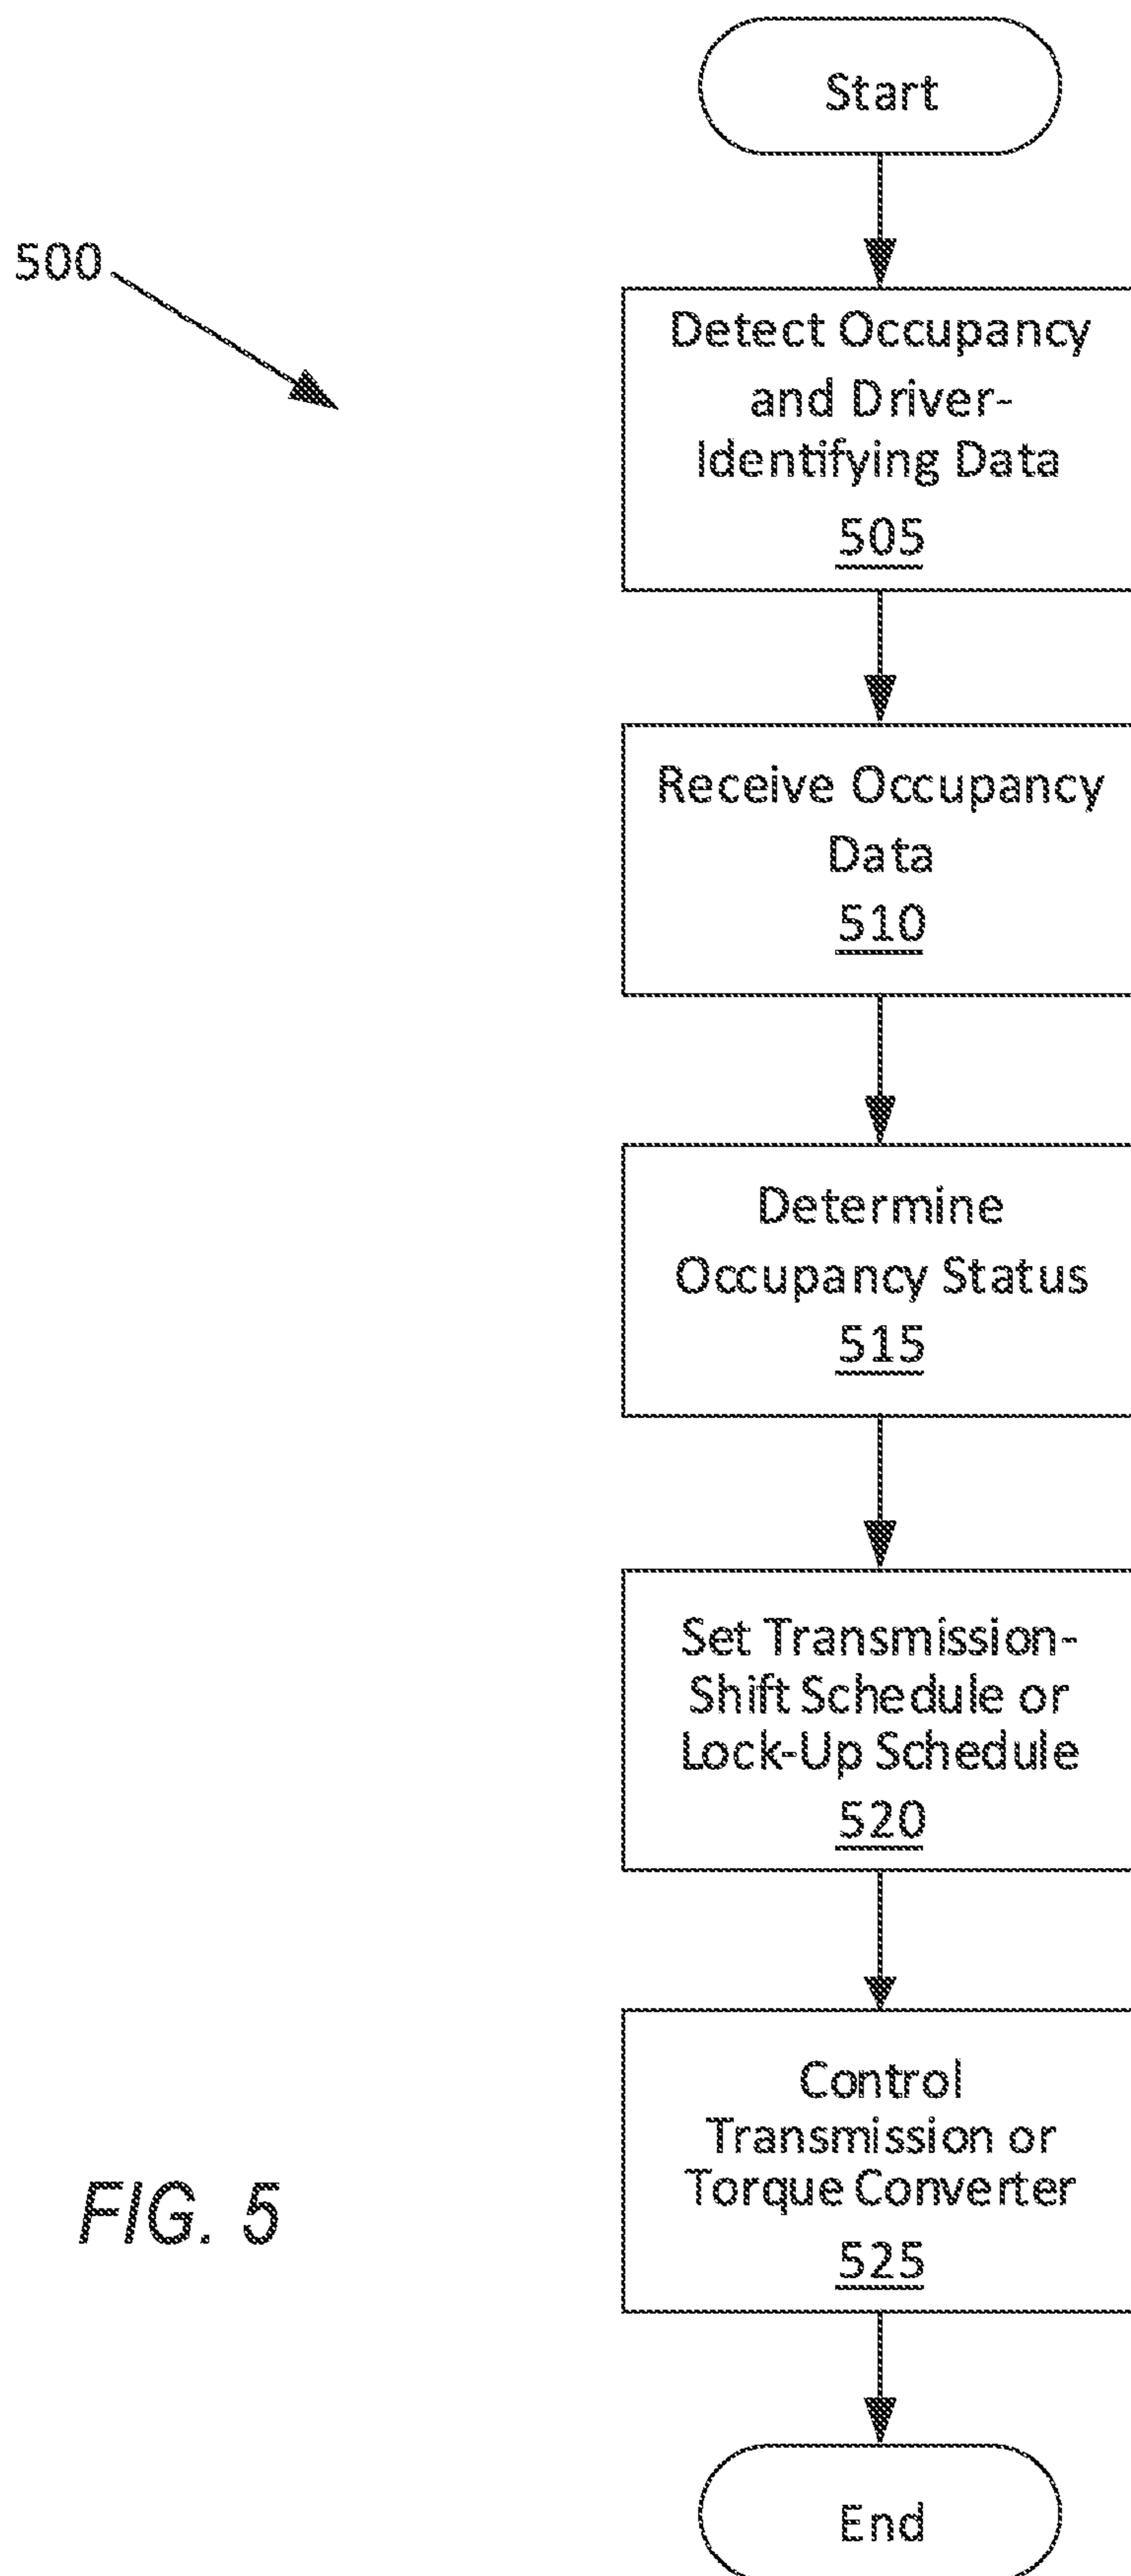 Start
500
Detect Occupancy
and Driver-
Identifying Data
505
Receive Occupancy
Data
510
Determine
Occupancy Status
515
Set Transmission-
Shift Schedule or
Lock-Up Schedule
520
Control
Transmission or
Torque Converter
525
FIG. 5
End